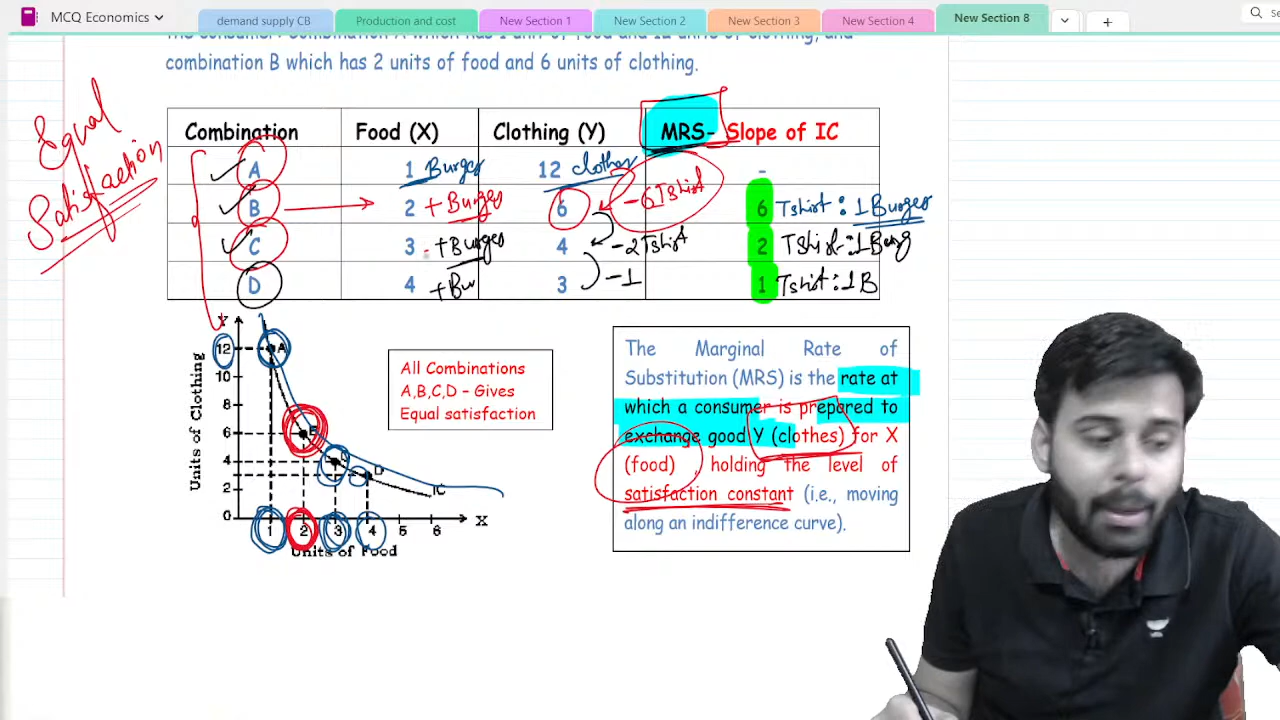 MCQ Economics
demand supply CB
Production and cost
New Section 1
New Section 2
New Section 3
New Section 4
New Section 8
combination B which has 2 units of food and 6 units of clothing.
Equal
Satisfaction
Combination Food (X) Clothing (Y) MRS- Slope of IC
A 1 Burger 12 clothes -
B 2 + Burger 6 -6 Tshirt 6 Tshirt : 1 Burger
C 3 + Burger 4 -2 Tshirt 2 Tshirt : 1 Burg
D 4 + Bur 3 -1 1 Tshirt : 1 B
Y
Units of Clothing
12
10
8
6
4
2
0
A
B
D
IC
1 2 3 4 5 6
X
Units of Food
All Combinations
A,B,C,D – Gives
Equal satisfaction
The Marginal Rate of
Substitution (MRS) is the rate at
which a consumer is prepared to
exchange good Y (clothes) for X
(food) , holding the level of
satisfaction constant (i.e., moving
along an indifference curve).